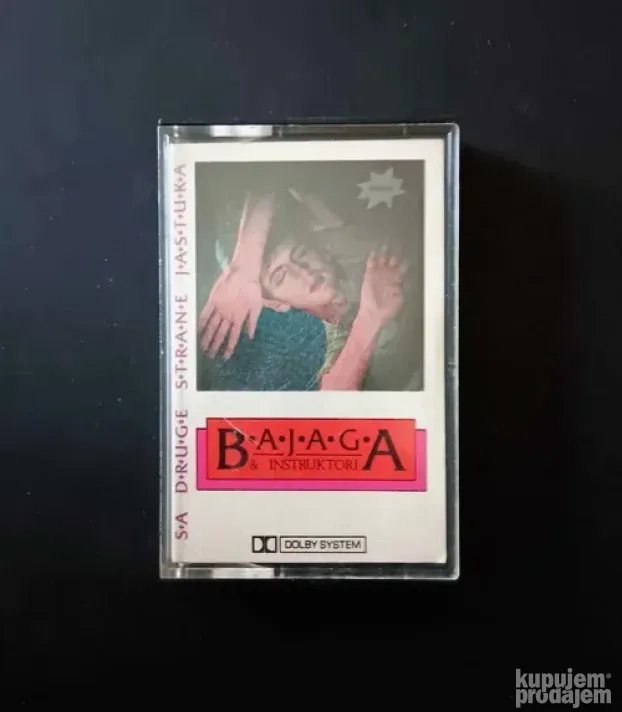 S·A D·R·U·G·E S·T·R·A·N·E J·A·S·T·U·K·A
B·A·J·A·G·A
& INSTRUKTORI
DOLBY SYSTEM
kupujem
prodajem